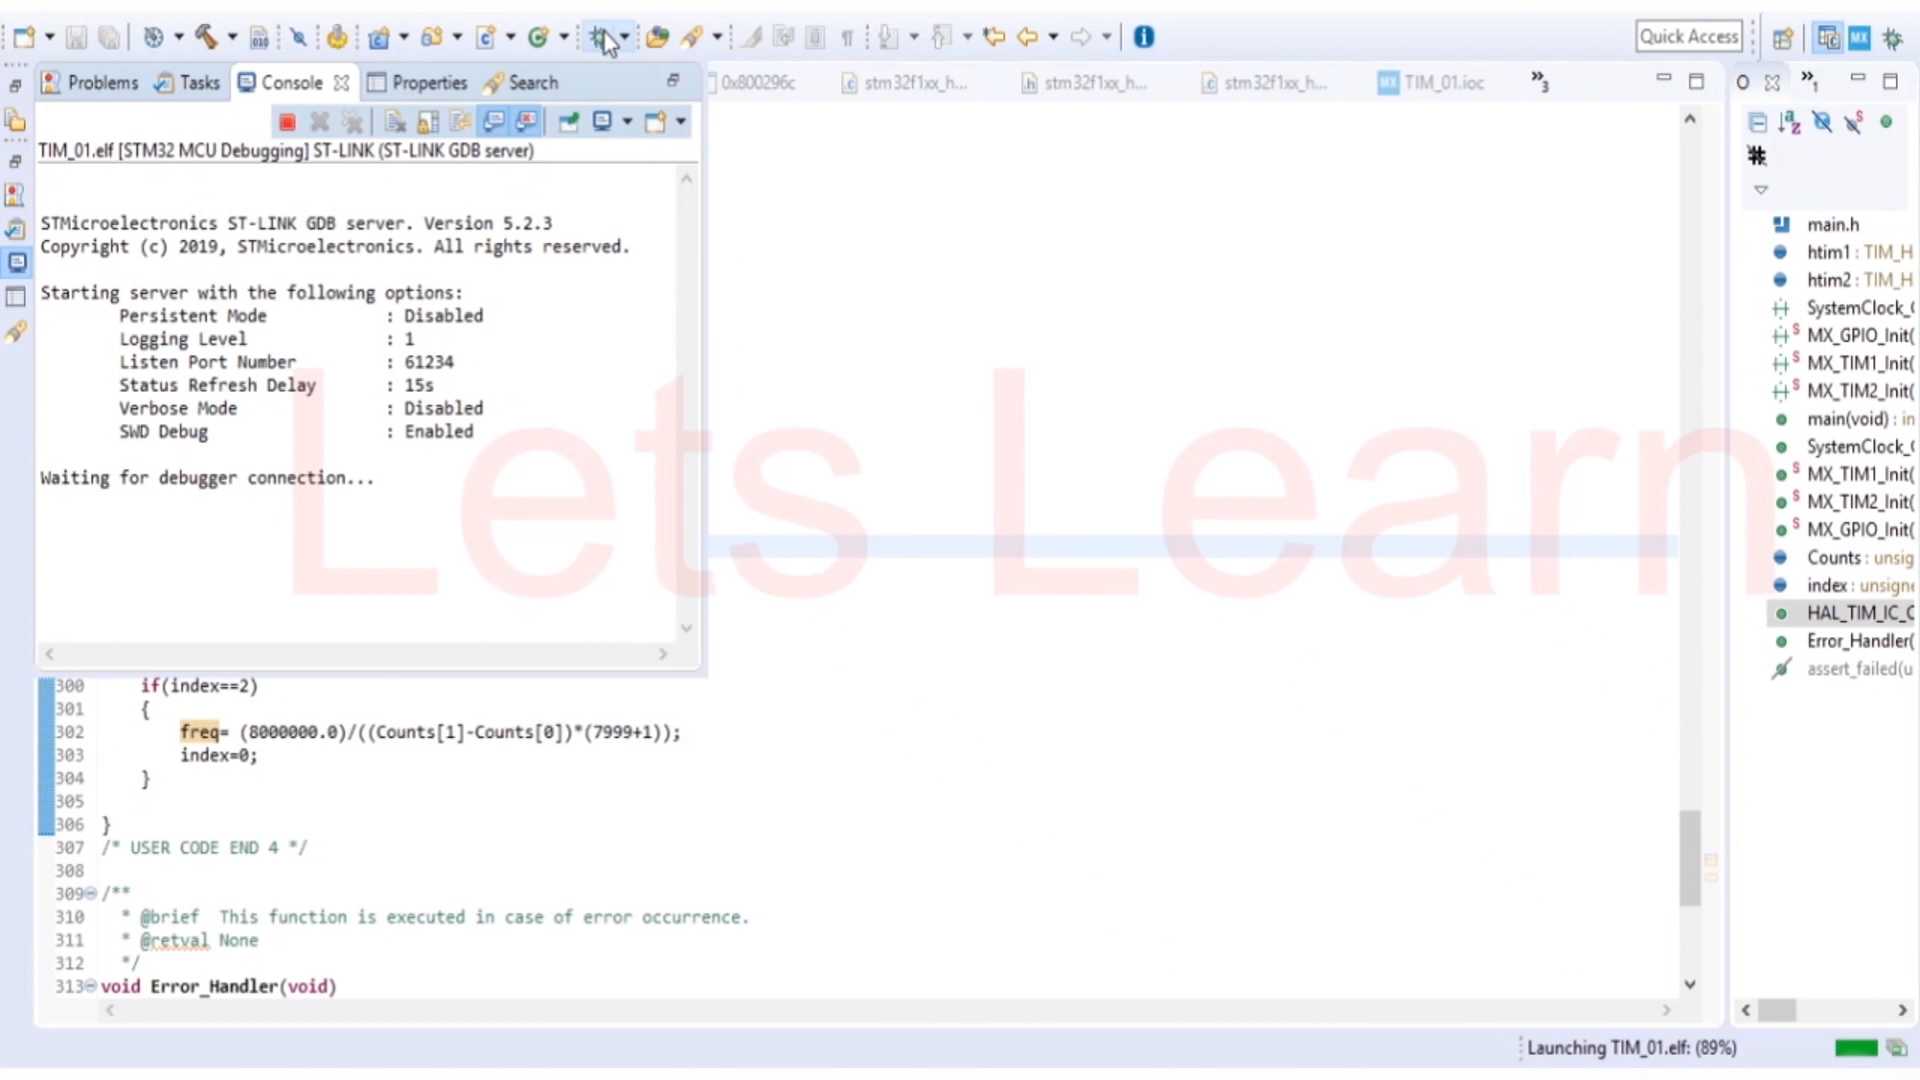 Quick Access
Problems
Tasks
Console
Properties
Search
0x800296c
stm32f1xx_h...
stm32f1xx_h...
stm32f1xx_h...
TIM_01.ioc
TIM_01.elf [STM32 MCU Debugging] ST-LINK (ST-LINK GDB server)
STMicroelectronics ST-LINK GDB server. Version 5.2.3
Copyright (c) 2019, STMicroelectronics. All rights reserved.
Starting server with the following options:
Persistent Mode : Disabled
Logging Level : 1
Listen Port Number : 61234
Status Refresh Delay : 15s
Verbose Mode : Disabled
SWD Debug : Enabled
Waiting for debugger connection...
Lets Learn
300 if(index==2)
301 {
302 freq= (8000000.0)/((Counts[1]-Counts[0])*(7999+1));
303 index=0;
304 }
305
306 }
307 /* USER CODE END 4 */
308
309 /**
310 * @brief This function is executed in case of error occurrence.
311 * @retval None
312 */
313 void Error_Handler(void)
main.h
htim1 : TIM_H
htim2 : TIM_H
SystemClock_C
MX_GPIO_Init(
MX_TIM1_Init(
MX_TIM2_Init(
main(void) : in
SystemClock_C
MX_TIM1_Init(
MX_TIM2_Init(
MX_GPIO_Init(
Counts : unsig
index : unsigne
HAL_TIM_IC_C
Error_Handler(
assert_failed(u
Launching TIM_01.elf: (89%)